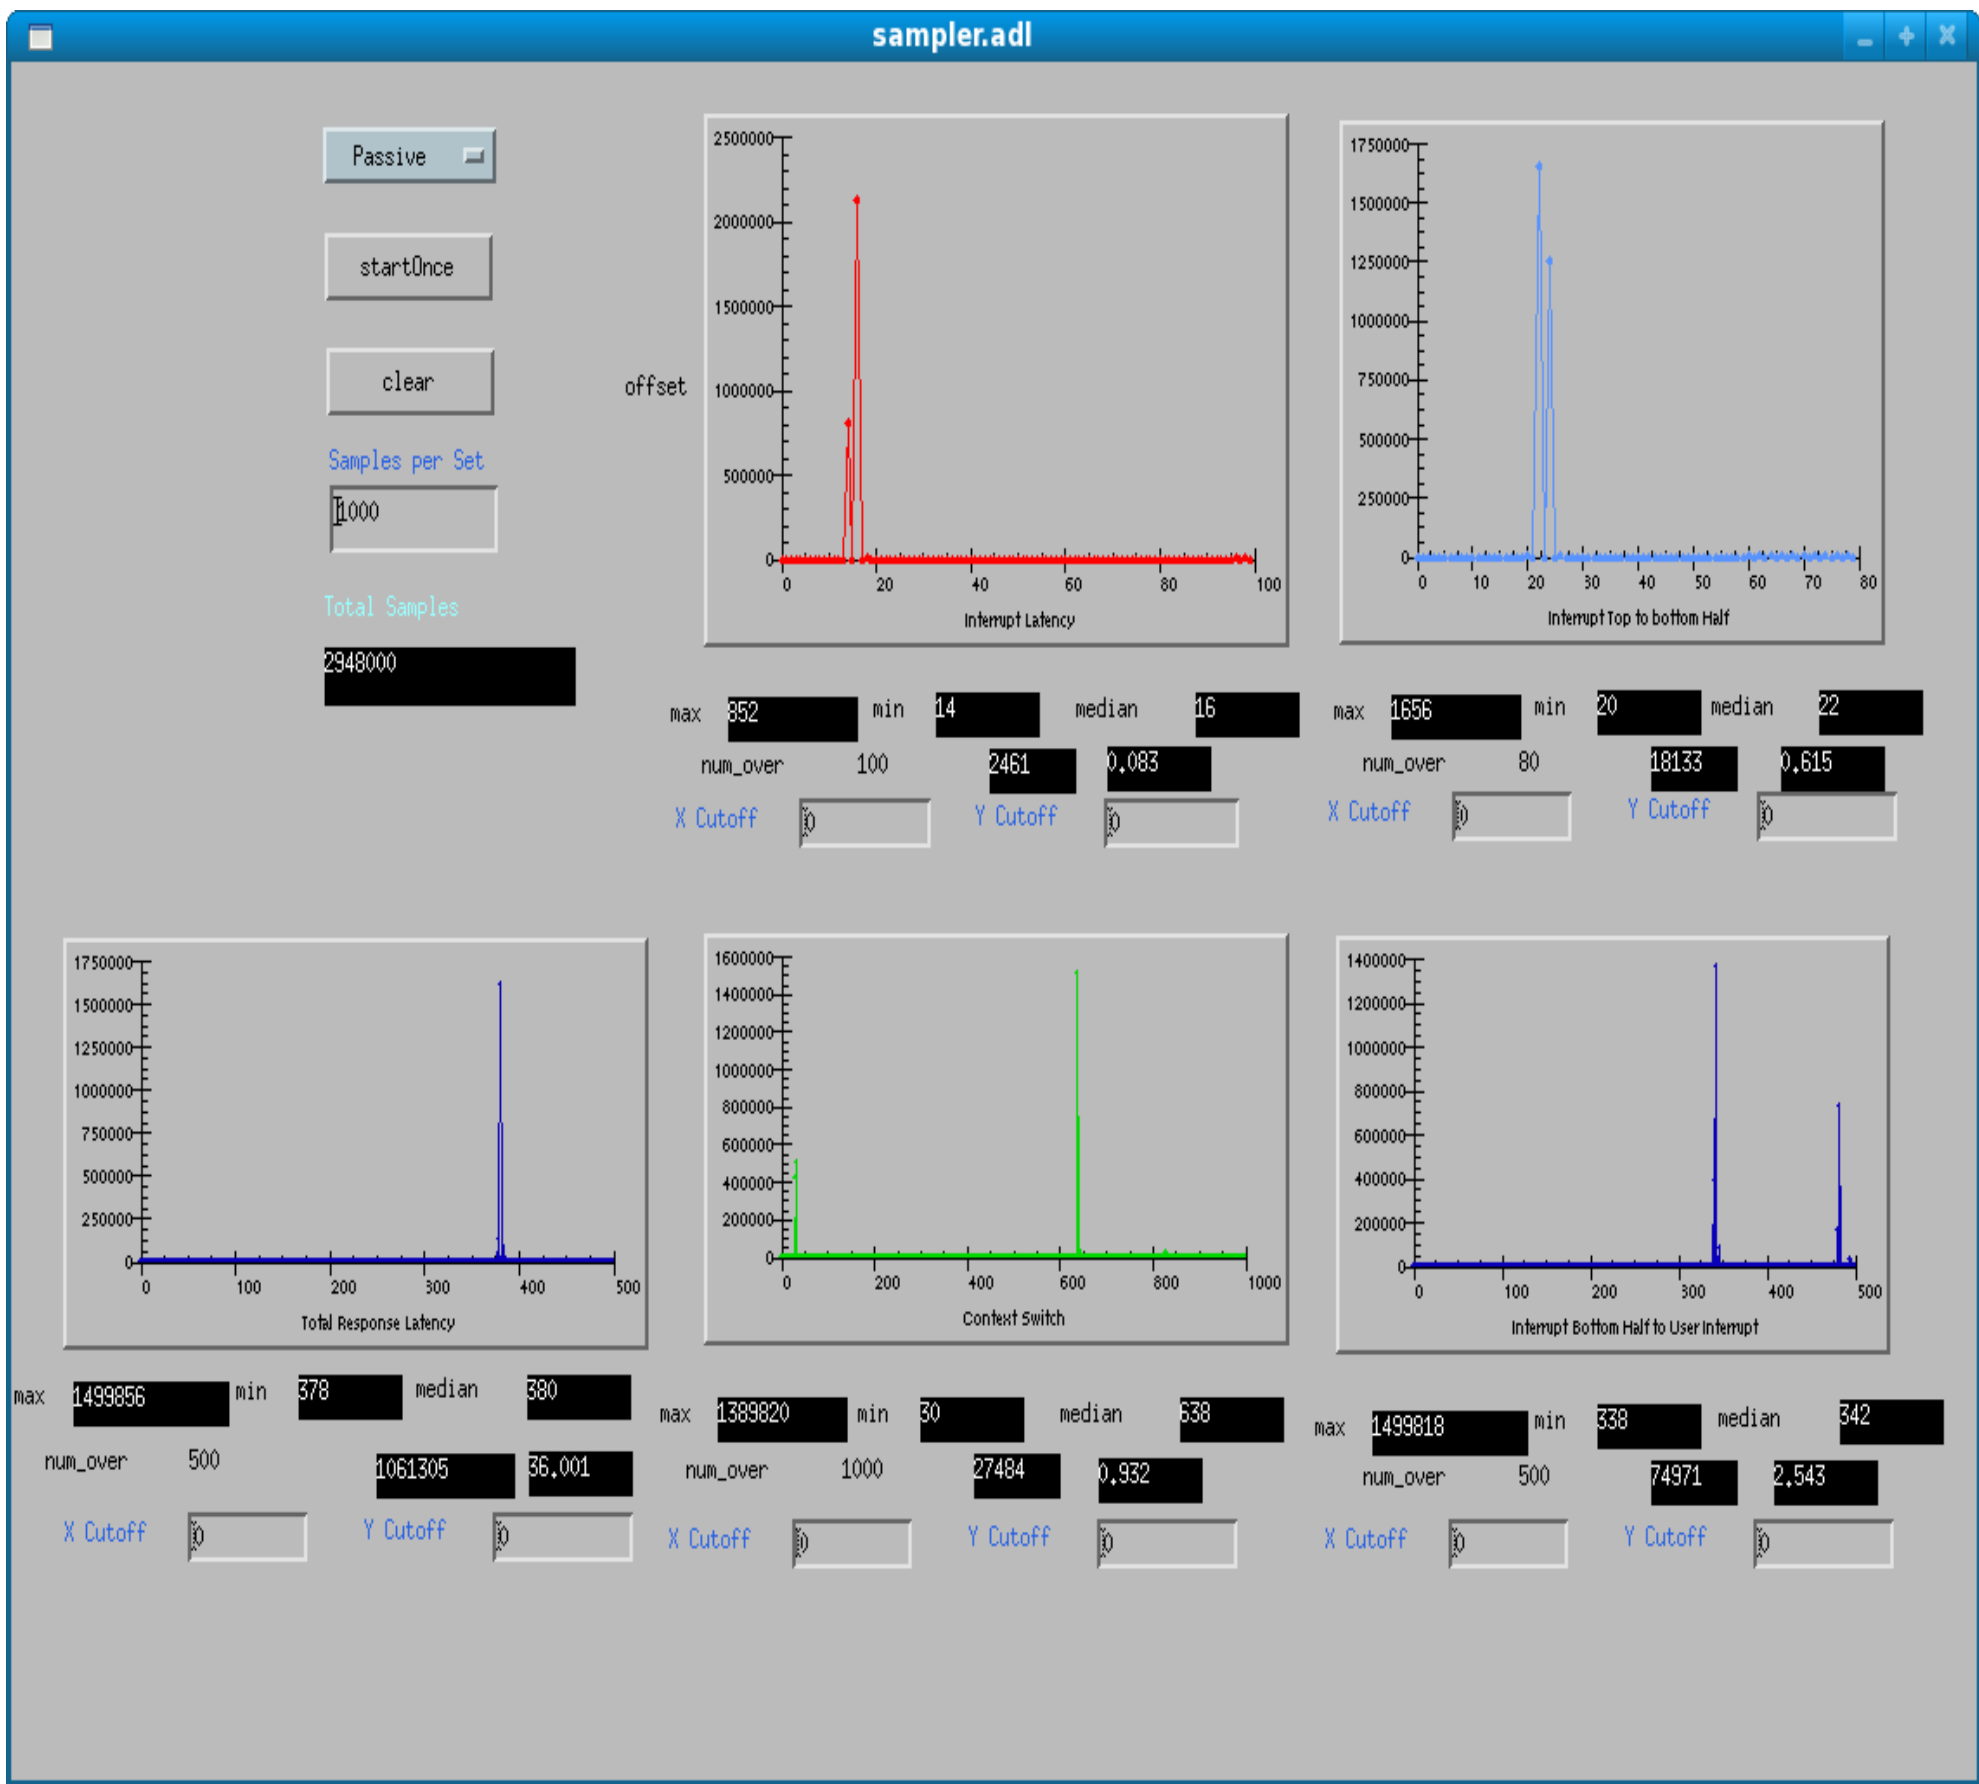 sampler.adl
Passive
startOnce
clear
Samples per Set
1000
Total Samples
2948000
offset
2500000
2000000
1500000
1000000
500000
0
0 20 40 60 80 100
Interrupt Latency
max 852 min 14 median 16
num_over 100 2461 0.083
X Cutoff 0 Y Cutoff 0
1750000
1500000
1250000
1000000
750000
500000
250000
0
0 10 20 30 40 50 60 70 80
Interrupt Top to bottom Half
max 1656 min 20 median 22
num_over 80 18133 0.615
X Cutoff 0 Y Cutoff 0
1750000
1500000
1250000
1000000
750000
500000
250000
0
0 100 200 300 400 500
Total Response Latency
max 1499856 min 378 median 380
num_over 500 1061305 36.001
X Cutoff 0 Y Cutoff 0
1600000
1400000
1200000
1000000
800000
600000
400000
200000
0
0 200 400 600 800 1000
Context Switch
max 1389820 min 30 median 638
num_over 1000 27484 0.932
X Cutoff 0 Y Cutoff 0
1400000
1200000
1000000
800000
600000
400000
200000
0
0 100 200 300 400 500
Interrupt Bottom Half to User Interrupt
max 1499818 min 338 median 342
num_over 500 74971 2.543
X Cutoff 0 Y Cutoff 0